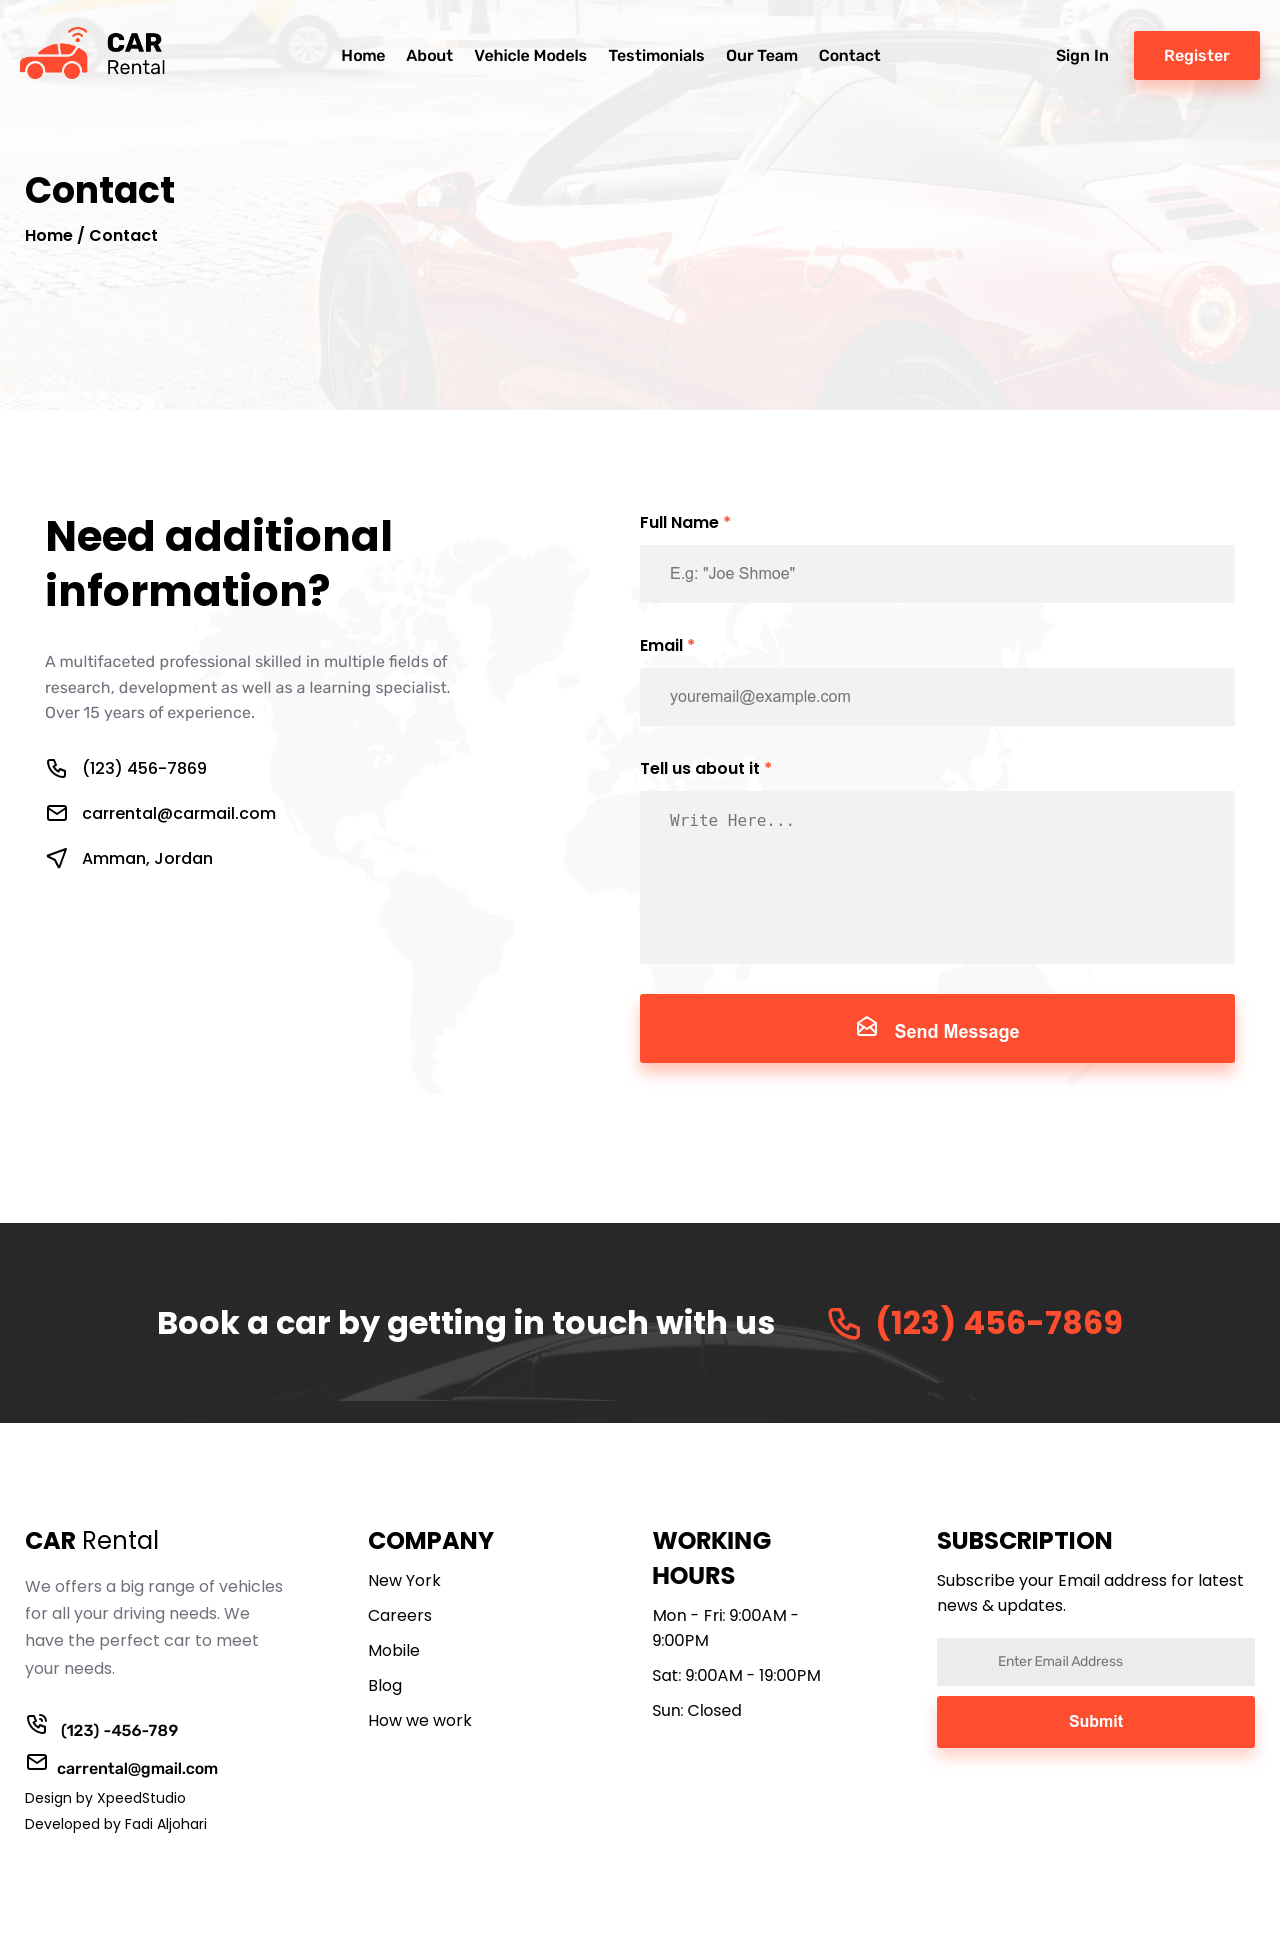 CAR
Rental
Home About Vehicle Models Testimonials Our Team Contact
Sign In Register
Contact
Home / Contact
Need additional
information?
A multifaceted professional skilled in multiple fields of
research, development as well as a learning specialist.
Over 15 years of experience.
(123) 456-7869
carrental@carmail.com
Amman, Jordan
Full Name *
E.g: "Joe Shmoe"
Email *
youremail@example.com
Tell us about it *
Write Here...
Send Message
Book a car by getting in touch with us
(123) 456-7869
CAR Rental
We offers a big range of vehicles
for all your driving needs. We
have the perfect car to meet
your needs.
(123) -456-789
carrental@gmail.com
Design by XpeedStudio
Developed by Fadi Aljohari
COMPANY
New York
Careers
Mobile
Blog
How we work
WORKING
HOURS
Mon - Fri: 9:00AM -
9:00PM
Sat: 9:00AM - 19:00PM
Sun: Closed
SUBSCRIPTION
Subscribe your Email address for latest
news & updates.
Enter Email Address
Submit